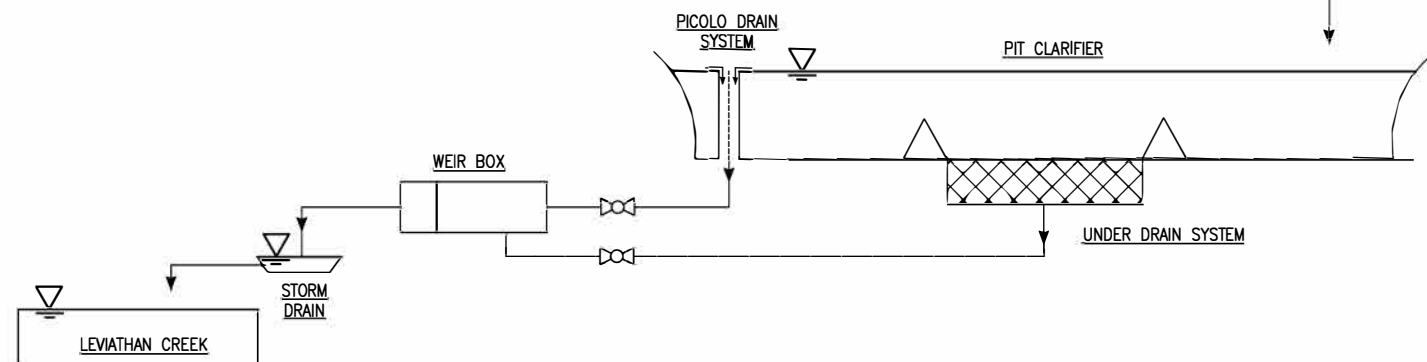 PICOLO DRAIN
SYSTEM
PIT CLARIFIER
WEIR BOX
UNDER DRAIN SYSTEM
STORM
DRAIN
LEVIATHAN CREEK